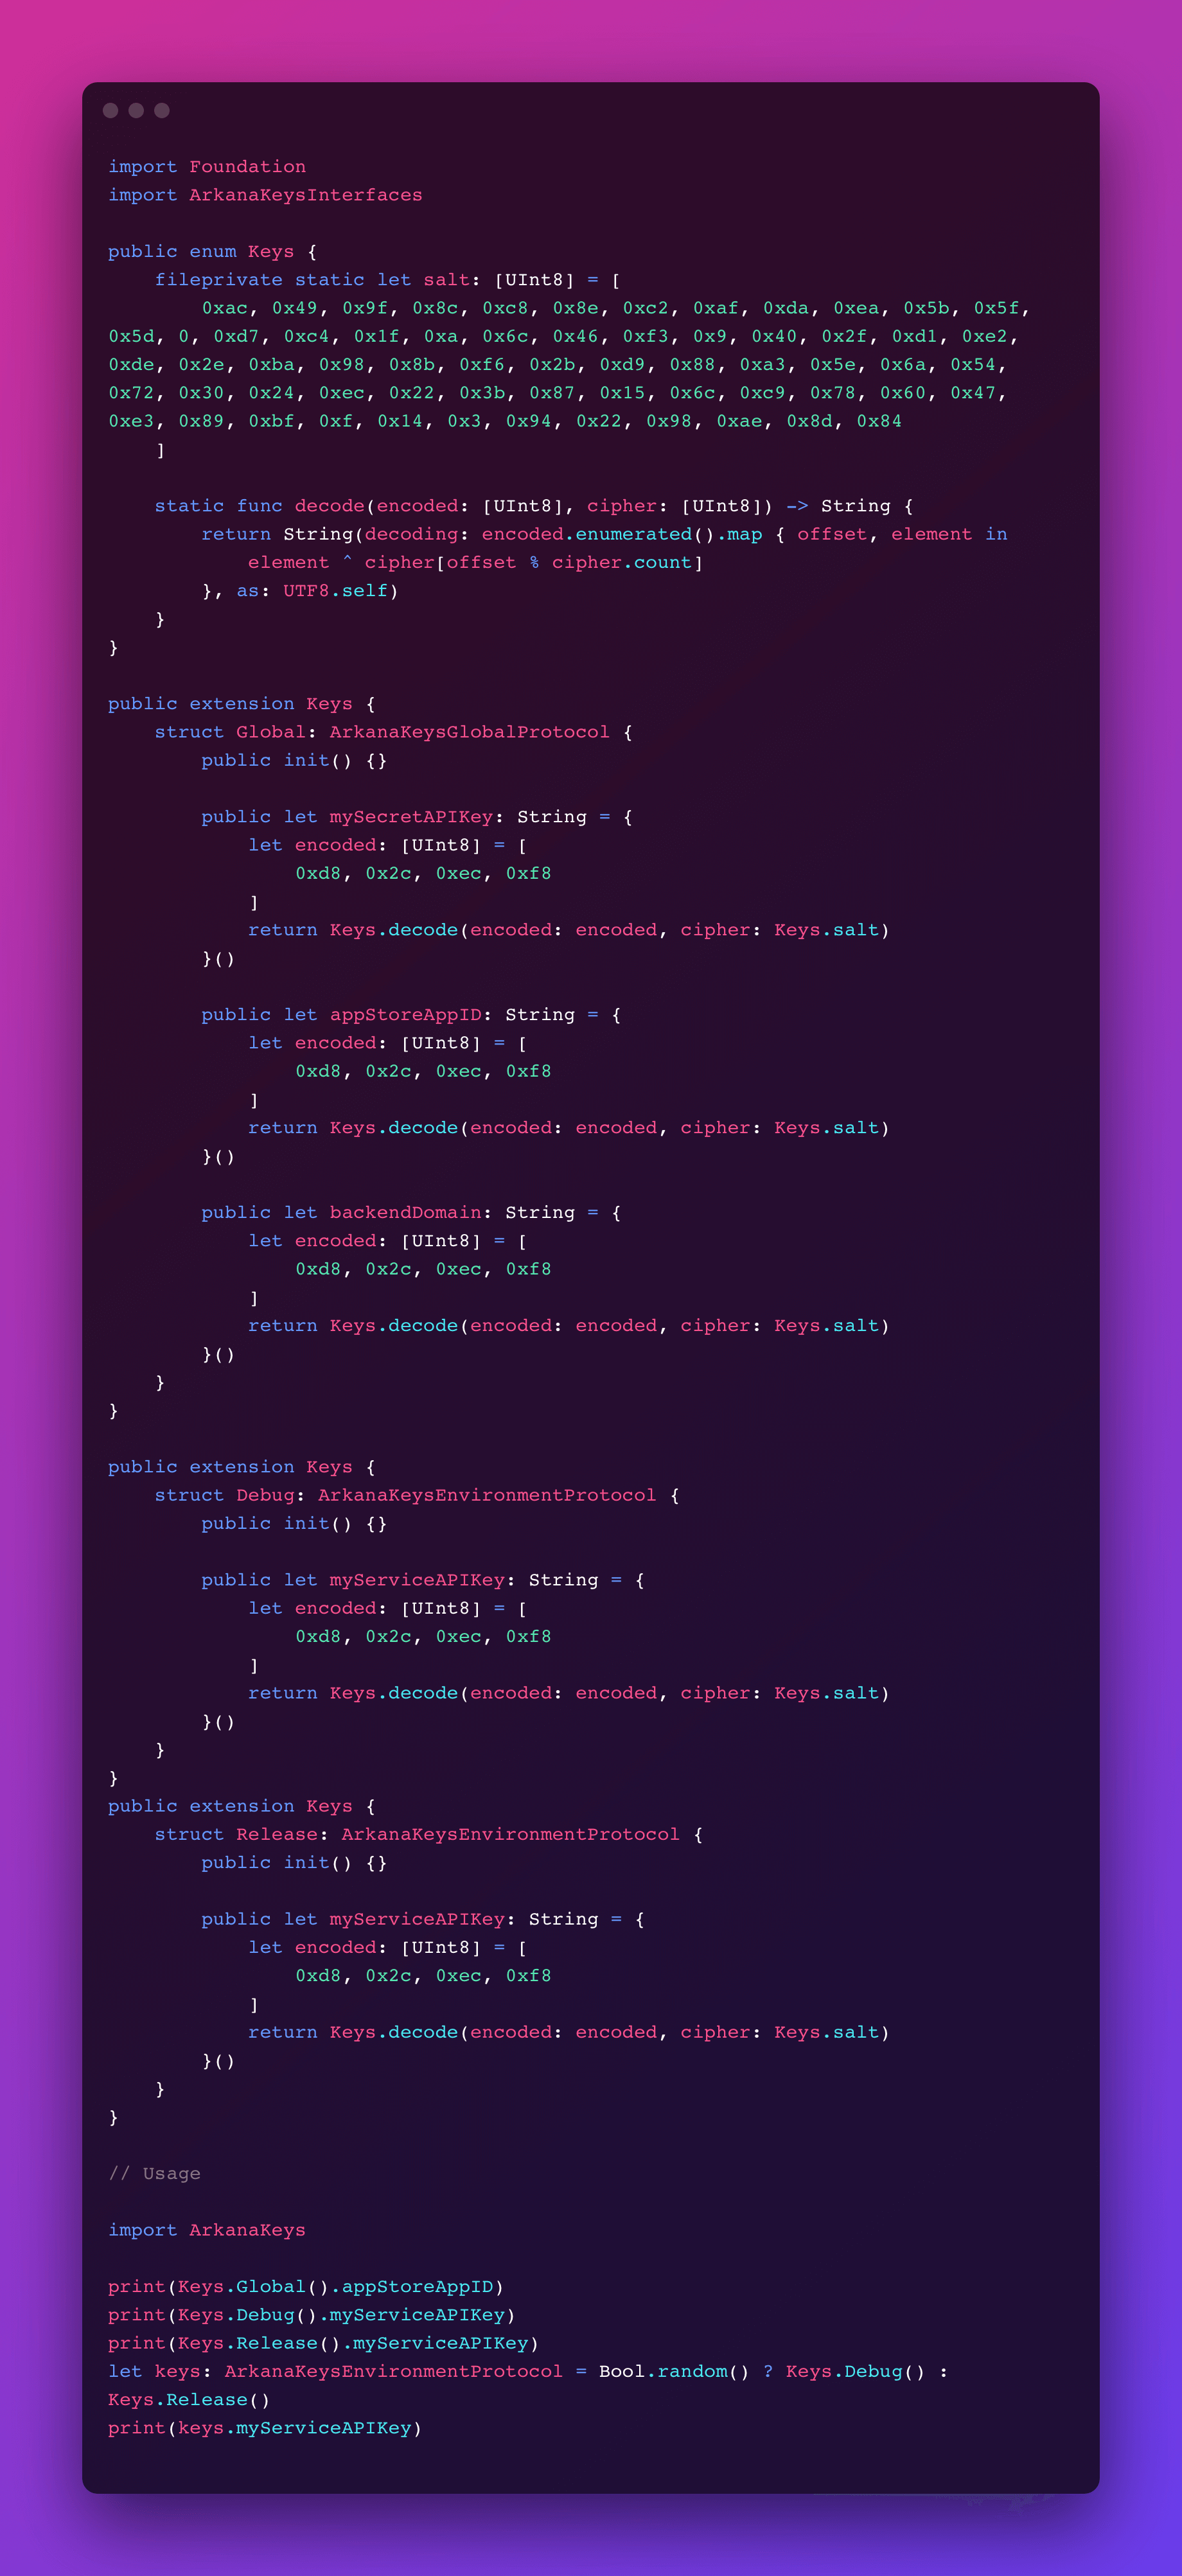 import Foundation
import ArkanaKeysInterfaces

public enum Keys {
    fileprivate static let salt: [UInt8] = [
        0xac, 0x49, 0x9f, 0x8c, 0xc8, 0x8e, 0xc2, 0xaf, 0xda, 0xea, 0x5b, 0x5f,
0x5d, 0, 0xd7, 0xc4, 0x1f, 0xa, 0x6c, 0x46, 0xf3, 0x9, 0x40, 0x2f, 0xd1, 0xe2,
0xde, 0x2e, 0xba, 0x98, 0x8b, 0xf6, 0x2b, 0xd9, 0x88, 0xa3, 0x5e, 0x6a, 0x54,
0x72, 0x30, 0x24, 0xec, 0x22, 0x3b, 0x87, 0x15, 0x6c, 0xc9, 0x78, 0x60, 0x47,
0xe3, 0x89, 0xbf, 0xf, 0x14, 0x3, 0x94, 0x22, 0x98, 0xae, 0x8d, 0x84
    ]

    static func decode(encoded: [UInt8], cipher: [UInt8]) -> String {
        return String(decoding: encoded.enumerated().map { offset, element in
            element ^ cipher[offset % cipher.count]
        }, as: UTF8.self)
    }
}

public extension Keys {
    struct Global: ArkanaKeysGlobalProtocol {
        public init() {}

        public let mySecretAPIKey: String = {
            let encoded: [UInt8] = [
                0xd8, 0x2c, 0xec, 0xf8
            ]
            return Keys.decode(encoded: encoded, cipher: Keys.salt)
        }()

        public let appStoreAppID: String = {
            let encoded: [UInt8] = [
                0xd8, 0x2c, 0xec, 0xf8
            ]
            return Keys.decode(encoded: encoded, cipher: Keys.salt)
        }()

        public let backendDomain: String = {
            let encoded: [UInt8] = [
                0xd8, 0x2c, 0xec, 0xf8
            ]
            return Keys.decode(encoded: encoded, cipher: Keys.salt)
        }()
    }
}

public extension Keys {
    struct Debug: ArkanaKeysEnvironmentProtocol {
        public init() {}

        public let myServiceAPIKey: String = {
            let encoded: [UInt8] = [
                0xd8, 0x2c, 0xec, 0xf8
            ]
            return Keys.decode(encoded: encoded, cipher: Keys.salt)
        }()
    }
}
public extension Keys {
    struct Release: ArkanaKeysEnvironmentProtocol {
        public init() {}

        public let myServiceAPIKey: String = {
            let encoded: [UInt8] = [
                0xd8, 0x2c, 0xec, 0xf8
            ]
            return Keys.decode(encoded: encoded, cipher: Keys.salt)
        }()
    }
}

// Usage

import ArkanaKeys

print(Keys.Global().appStoreAppID)
print(Keys.Debug().myServiceAPIKey)
print(Keys.Release().myServiceAPIKey)
let keys: ArkanaKeysEnvironmentProtocol = Bool.random() ? Keys.Debug() :
Keys.Release()
print(keys.myServiceAPIKey)